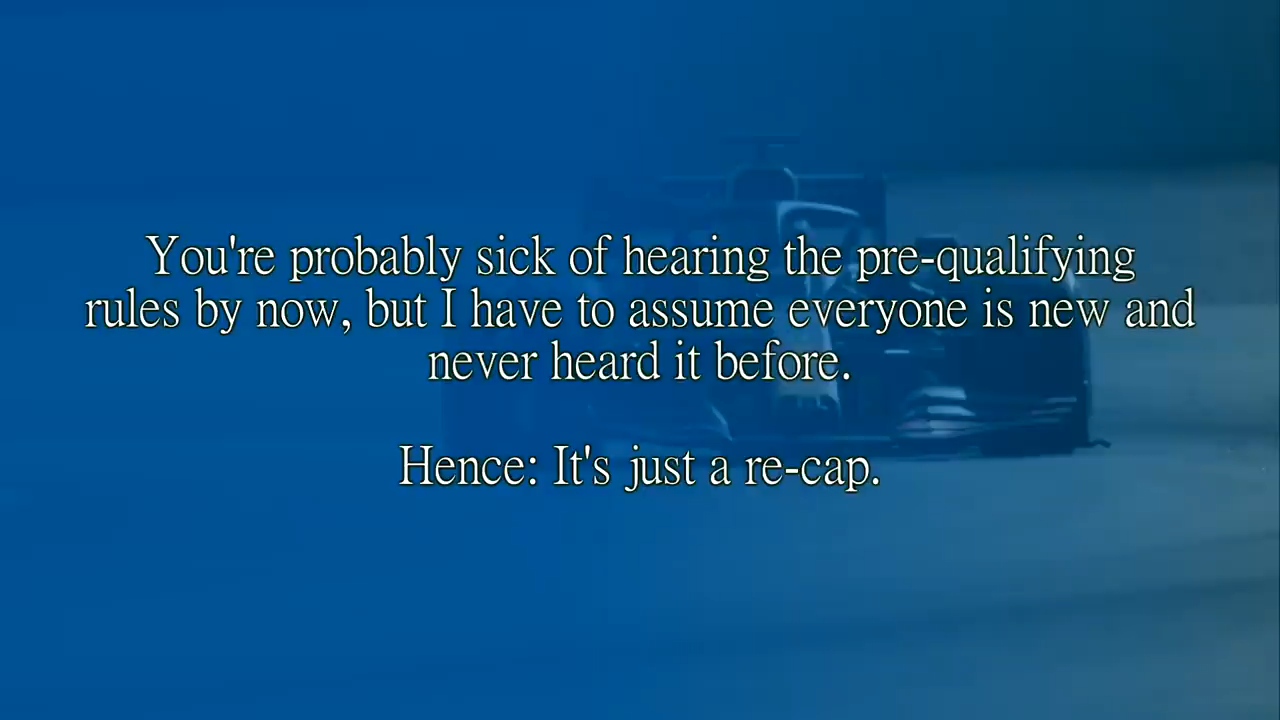 You're probably sick of hearing the pre-qualifying
rules by now, but I have to assume everyone is new and
never heard it before.
Hence: It's just a re-cap.